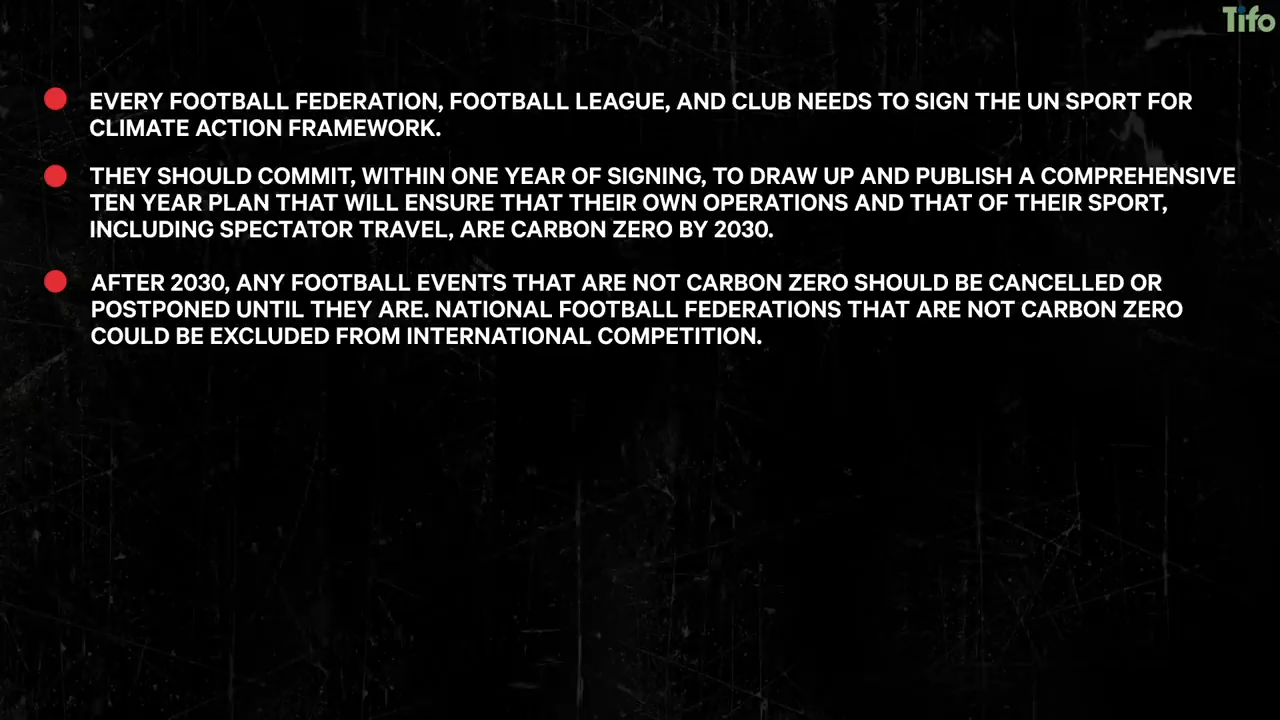 Tifo
EVERY FOOTBALL FEDERATION, FOOTBALL LEAGUE, AND CLUB NEEDS TO SIGN THE UN SPORT FOR
CLIMATE ACTION FRAMEWORK.
THEY SHOULD COMMIT, WITHIN ONE YEAR OF SIGNING, TO DRAW UP AND PUBLISH A COMPREHENSIVE
TEN YEAR PLAN THAT WILL ENSURE THAT THEIR OWN OPERATIONS AND THAT OF THEIR SPORT,
INCLUDING SPECTATOR TRAVEL, ARE CARBON ZERO BY 2030.
AFTER 2030, ANY FOOTBALL EVENTS THAT ARE NOT CARBON ZERO SHOULD BE CANCELLED OR
POSTPONED UNTIL THEY ARE. NATIONAL FOOTBALL FEDERATIONS THAT ARE NOT CARBON ZERO
COULD BE EXCLUDED FROM INTERNATIONAL COMPETITION.